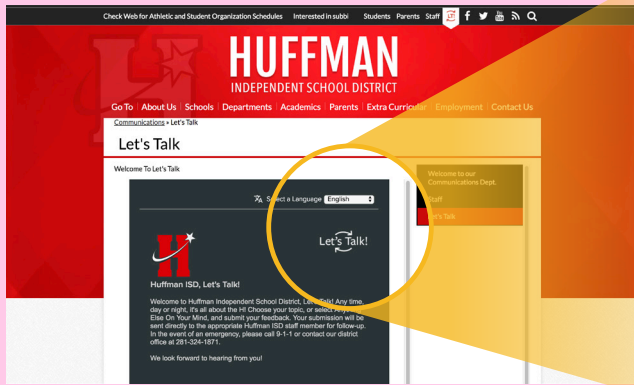 Check Web for Athletic and Student Organization Schedules Interested in subbi Students Parents Staff
HUFFMAN
INDEPENDENT SCHOOL DISTRICT
Go To About Us Schools Departments Academics Parents Extra Curricular Employment Contact Us
Communications » Let's Talk
Let's Talk
Welcome To Let's Talk
Welcome to our
Communications Dept.
Staff
Let's Talk
Select a Language English
Let's Talk!
Huffman ISD, Let's Talk!
Welcome to Huffman Independent School District, Let's Talk! Any time,
day or night, it's all about the H! Choose your topic, or select Anything
Else On Your Mind, and submit your feedback. Your submission will be
sent directly to the appropriate Huffman ISD staff member for follow-up.
In the event of an emergency, please call 9-1-1 or contact our district
office at 281-324-1871.
We look forward to hearing from you!